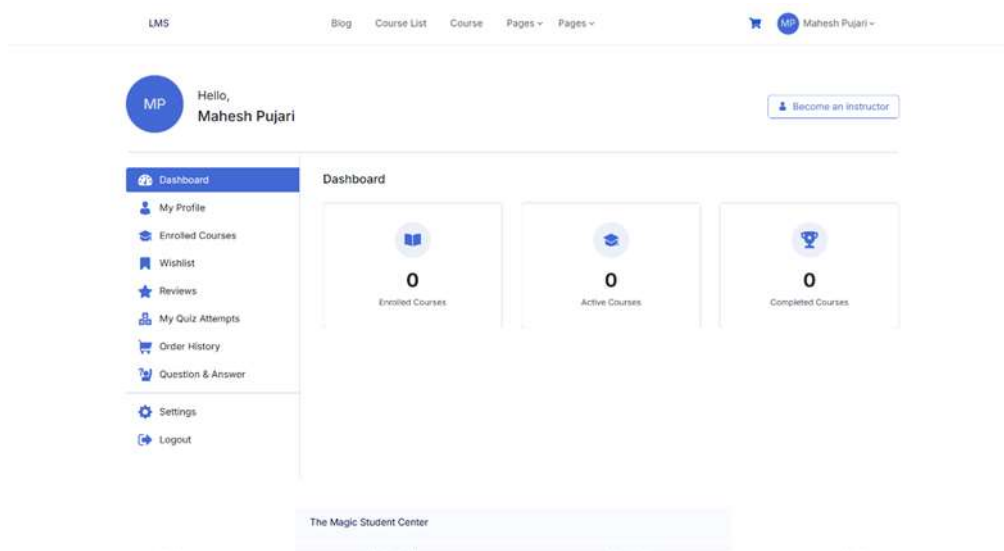 LMS Blog Course List Course Pages Pages MP Mahesh Pujari
MP
Hello,
Mahesh Pujari
Become an instructor
Dashboard
My Profile
Enrolled Courses
Wishlist
Reviews
My Quiz Attempts
Order History
Question & Answer
Settings
Logout
Dashboard
0
Enrolled Courses
0
Active Courses
0
Completed Courses
The Magic Student Center